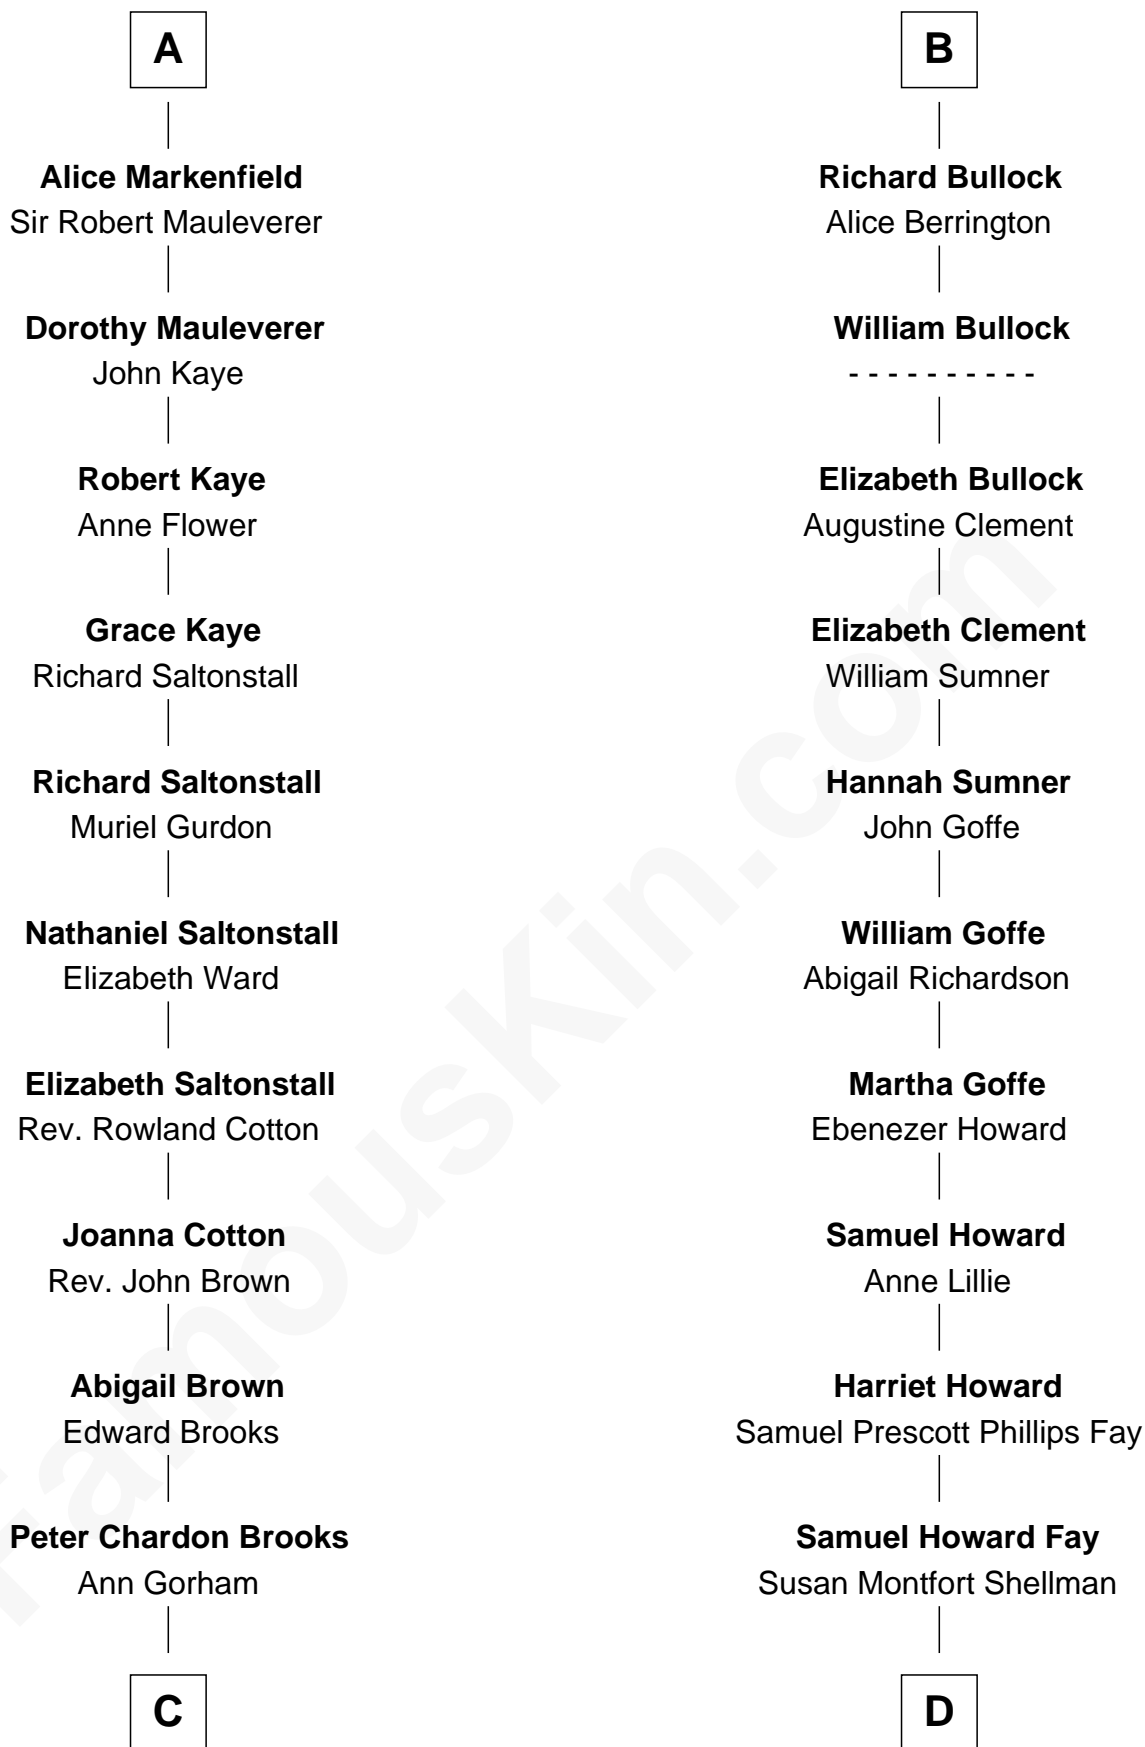 A
Alice Markenfield
Sir Robert Mauleverer
Dorothy Mauleverer
John Kaye
Robert Kaye
Anne Flower
Grace Kaye
Richard Saltonstall
Richard Saltonstall
Muriel Gurdon
Nathaniel Saltonstall
Elizabeth Ward
Elizabeth Saltonstall
Rev. Rowland Cotton
Joanna Cotton
Rev. John Brown
Abigail Brown
Edward Brooks
Peter Chardon Brooks
Ann Gorham
C
B
Richard Bullock
Alice Berrington
William Bullock
- - - - - - - - - -
Elizabeth Bullock
Augustine Clement
Elizabeth Clement
William Sumner
Hannah Sumner
John Goffe
William Goffe
Abigail Richardson
Martha Goffe
Ebenezer Howard
Samuel Howard
Anne Lillie
Harriet Howard
Samuel Prescott Phillips Fay
Samuel Howard Fay
Susan Montfort Shellman
D
FamousKin.com